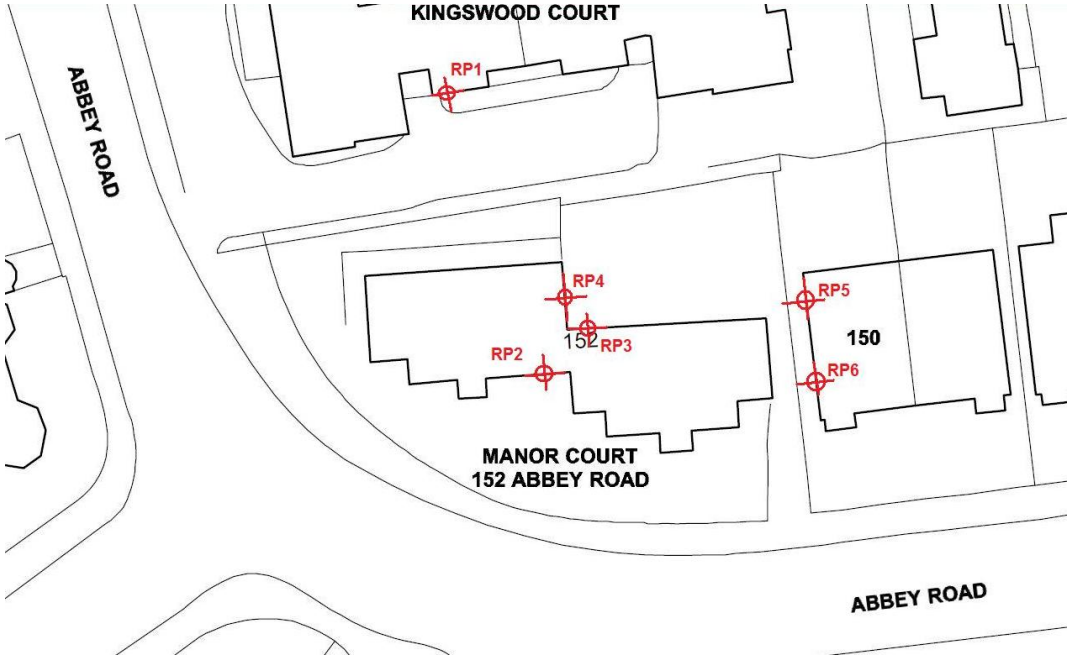 KINGSWOOD COURT
RP1
ABBEY ROAD
RP4
RP5
152
RP3
150
RP2
RP6
MANOR COURT
152 ABBEY ROAD
ABBEY ROAD